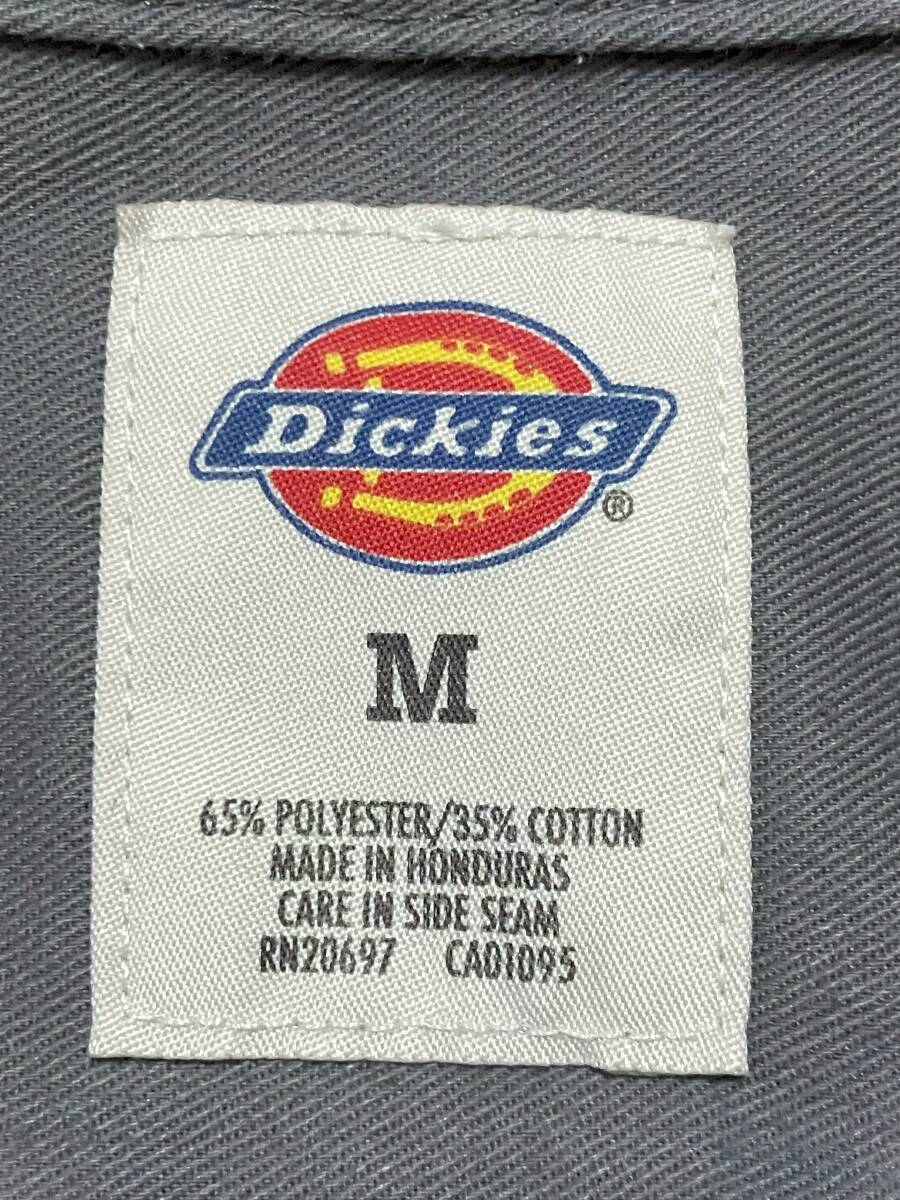 Dickies
®
M
65% POLYESTER/35% COTTON
MADE IN HONDURAS
CARE IN SIDE SEAM
RN20697 CA01095